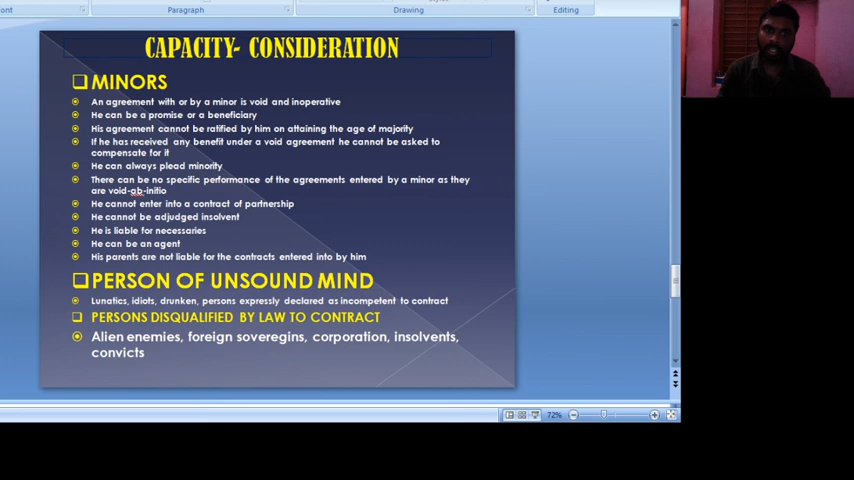 ont
Paragraph
Drawing
Editing
CAPACITY- CONSIDERATION
MINORS
An agreement with or by a minor is void and inoperative
He can be a promise or a beneficiary
His agreement cannot be ratified by him on attaining the age of majority
If he has received any benefit under a void agreement he cannot be asked to
compensate for it
He can always plead minority
There can be no specific performance of the agreements entered by a minor as they
are void-ab-initio
He cannot enter into a contract of partnership
He cannot be adjudged insolvent
He is liable for necessaries
He can be an agent
His parents are not liable for the contracts entered into by him
PERSON OF UNSOUND MIND
Lunatics, idiots, drunken, persons expressly declared as incompetent to contract
PERSONS DISQUALIFIED BY LAW TO CONTRACT
Alien enemies, foreign soveregins, corporation, insolvents,
convicts
72%